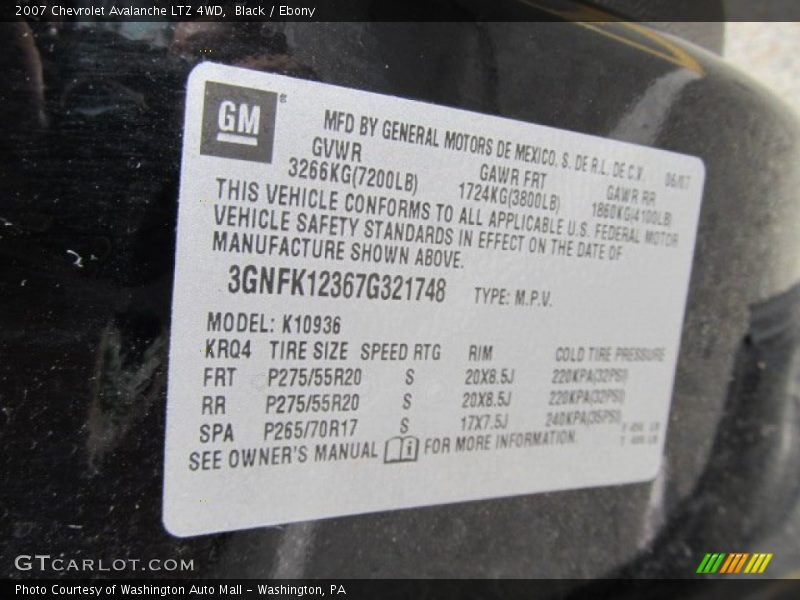 2007 Chevrolet Avalanche LTZ 4WD, Black / Ebony
GM®
MFD BY GENERAL MOTORS DE MEXICO, S. DE R.L. DE C.V. 06/07
GVWR GAWR FRT GAWR RR
3266KG(7200LB) 1724KG(3800LB) 1860KG(4100LB)
THIS VEHICLE CONFORMS TO ALL APPLICABLE U.S. FEDERAL MOTOR
VEHICLE SAFETY STANDARDS IN EFFECT ON THE DATE OF
MANUFACTURE SHOWN ABOVE.
3GNFK12367G321748 TYPE: M.P.V.
MODEL: K10936
KRQ4 TIRE SIZE SPEED RTG RIM COLD TIRE PRESSURE
FRT P275/55R20 S 20X8.5J 220KPA(32PSI)
RR P275/55R20 S 20X8.5J 220KPA(32PSI)
SPA P265/70R17 S 17X7.5J 240KPA(35PSI)
SEE OWNER'S MANUAL FOR MORE INFORMATION.
GTCARLOT.COM
Photo Courtesy of Washington Auto Mall - Washington, PA